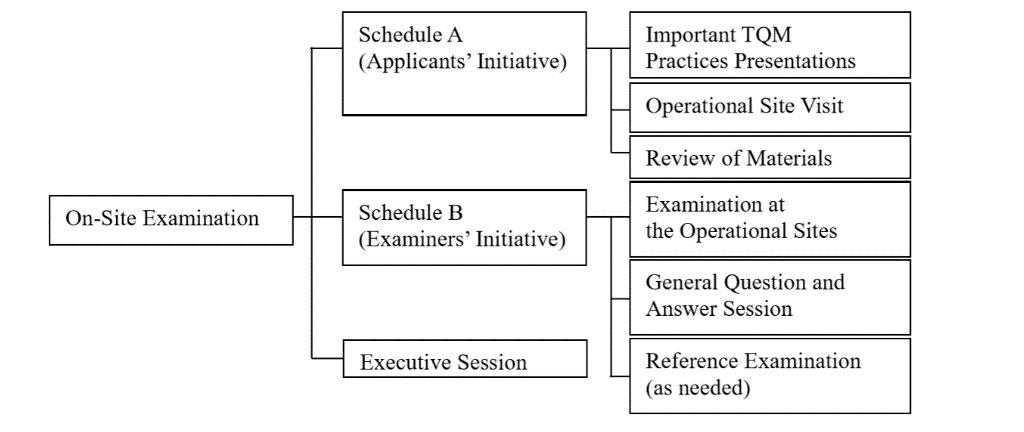 On-Site Examination
Schedule A
(Applicants’ Initiative)
Important TQM
Practices Presentations
Operational Site Visit
Review of Materials
Schedule B
(Examiners’ Initiative)
Examination at
the Operational Sites
General Question and
Answer Session
Reference Examination
(as needed)
Executive Session